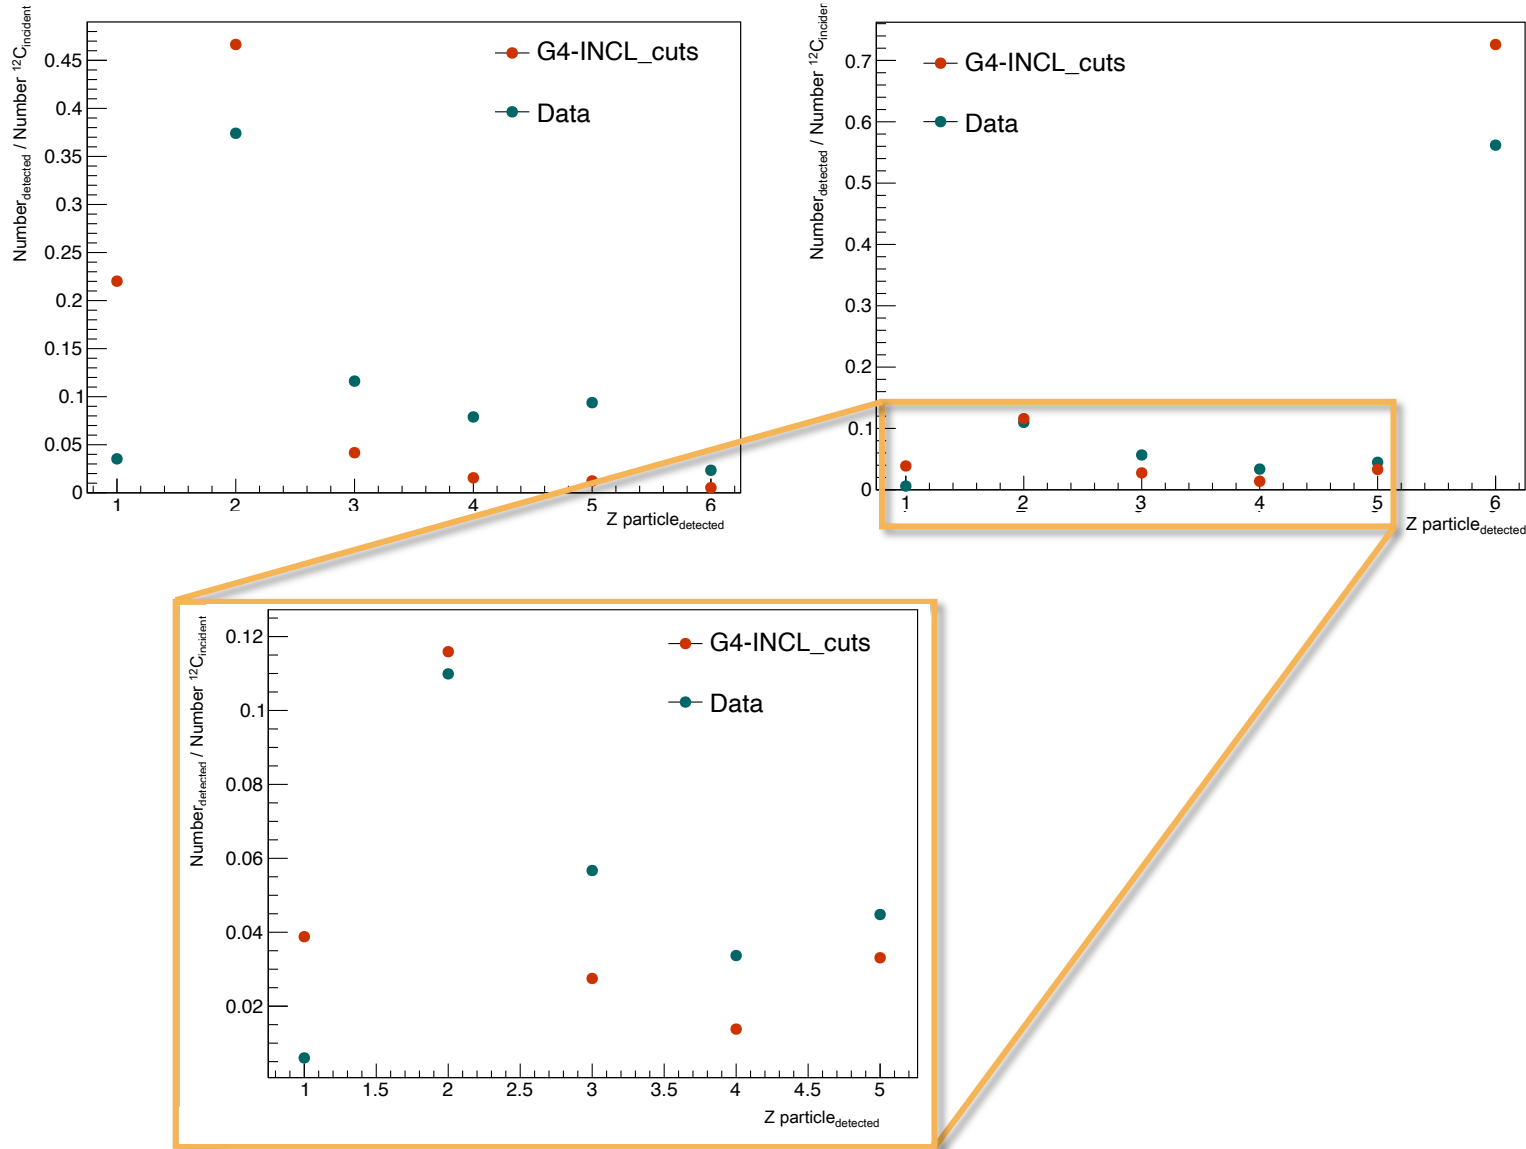 Number_detected / Number ^12C_incident
0.45
0.4
0.35
0.3
0.25
0.2
0.15
0.1
0.05
0
G4-INCL_cuts
Data
1 2 3 4 5 6
Z particle_detected
Number_detected / Number ^12C_incider
0.7
0.6
0.5
0.4
0.3
0.2
0.1
0
G4-INCL_cuts
Data
1 2 3 4 5 6
Z particle_detected
Number_detected / Number ^12C_incident
0.12
0.1
0.08
0.06
0.04
0.02
G4-INCL_cuts
Data
1 1.5 2 2.5 3 3.5 4 4.5 5
Z particle_detected